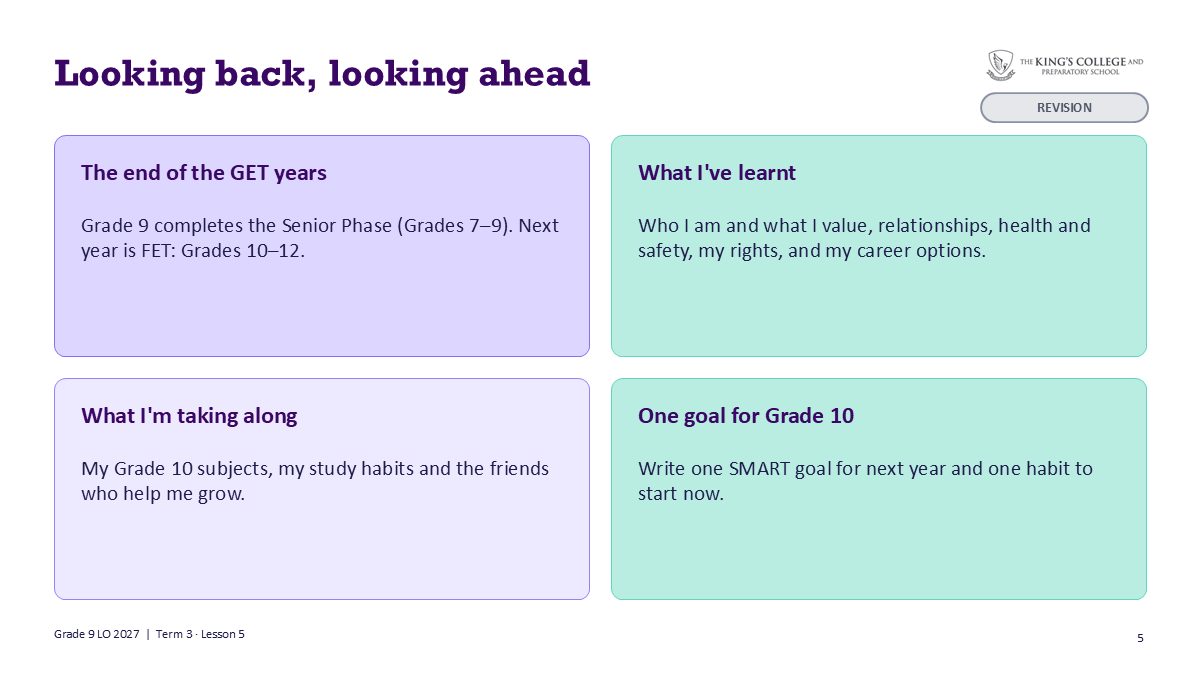 Looking back, looking ahead
THE KING'S COLLEGE AND
PREPARATORY SCHOOL
REVISION
The end of the GET years
Grade 9 completes the Senior Phase (Grades 7–9). Next
year is FET: Grades 10–12.
What I've learnt
Who I am and what I value, relationships, health and
safety, my rights, and my career options.
What I'm taking along
My Grade 10 subjects, my study habits and the friends
who help me grow.
One goal for Grade 10
Write one SMART goal for next year and one habit to
start now.
Grade 9 LO 2027 | Term 3 · Lesson 5
5